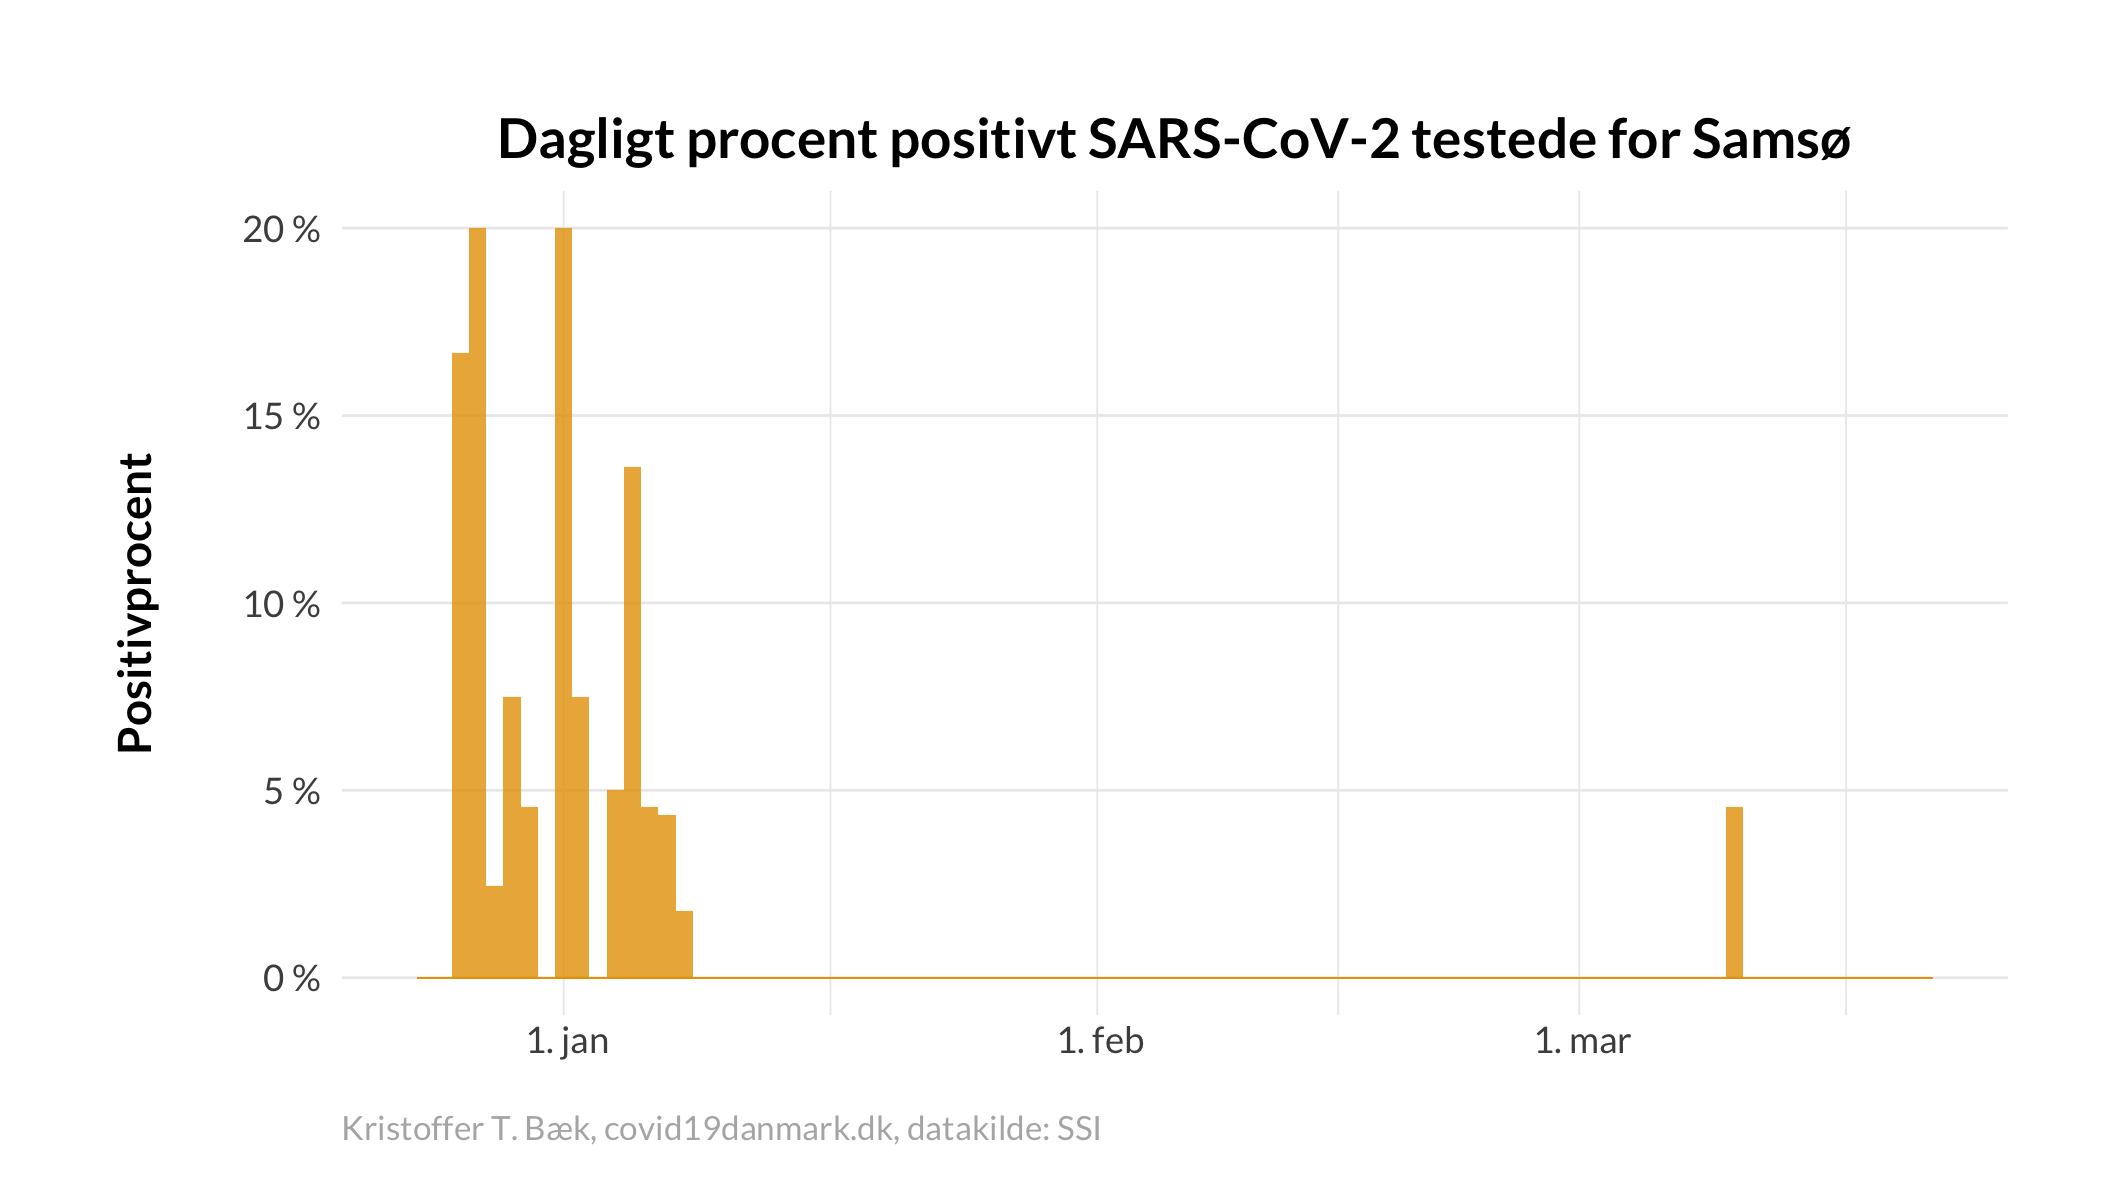 Dagligt procent positivt SARS-CoV-2 testede for Samsø
Positivprocent
20 %
15 %
10 %
5 %
0 %
1. jan
1. feb
1. mar
Kristoffer T. Bæk, covid19danmark.dk, datakilde: SSI